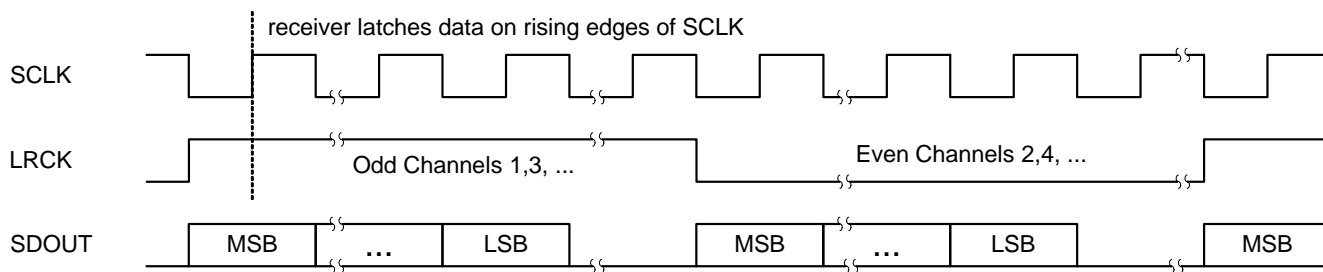 receiver latches data on rising edges of SCLK
SCLK
LRCK
Odd Channels 1,3, ...
Even Channels 2,4, ...
SDOUT
MSB
...
LSB
MSB
...
LSB
MSB